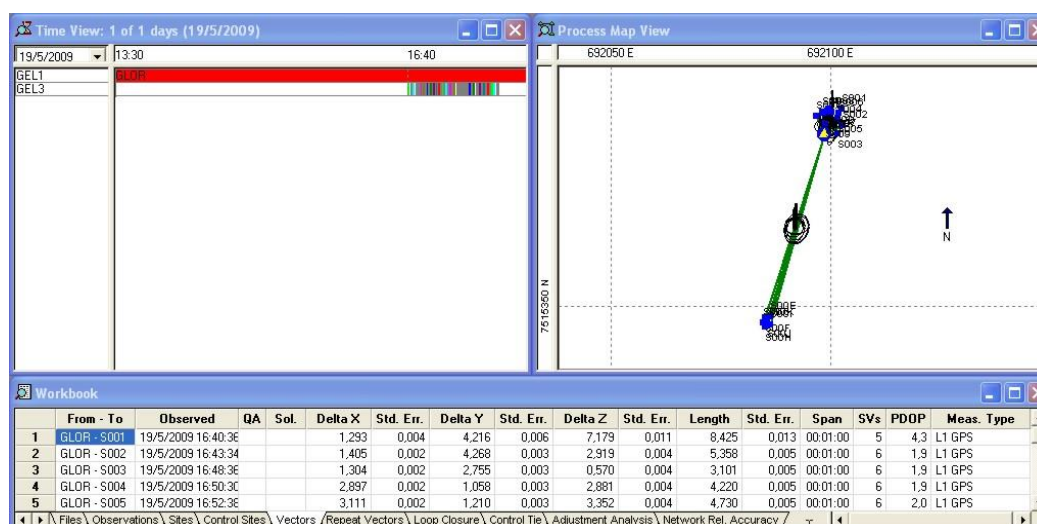 Time View: 1 of 1 days (19/5/2009)
19/5/2009 13:30 16:40
GEL1 GLOR
GEL3
Process Map View
692050 E 692100 E
7515350 N
S001
S002
S003
N
Workbook
From - To Observed QA Sol. Delta X Std. Err. Delta Y Std. Err. Delta Z Std. Err. Length Std. Err. Span SVs PDOP Meas. Type
1 GLOR - S001 19/5/2009 16:40:36 1,293 0,004 4,216 0,006 7,179 0,011 8,425 0,013 00:01:00 5 4,3 L1 GPS
2 GLOR - S002 19/5/2009 16:43:34 1,405 0,002 4,268 0,003 2,919 0,004 5,358 0,005 00:01:00 6 1,9 L1 GPS
3 GLOR - S003 19/5/2009 16:48:36 1,304 0,002 2,755 0,003 0,570 0,004 3,101 0,005 00:01:00 6 1,9 L1 GPS
4 GLOR - S004 19/5/2009 16:50:30 2,897 0,002 1,058 0,003 2,881 0,004 4,220 0,005 00:01:00 6 1,9 L1 GPS
5 GLOR - S005 19/5/2009 16:52:36 3,111 0,002 1,210 0,003 3,352 0,004 4,730 0,005 00:01:00 6 2,0 L1 GPS
Files Observations Sites Control Sites Vectors Repeat Vectors Loop Closure Control Tie Adjustment Analysis Network Rel. Accuracy